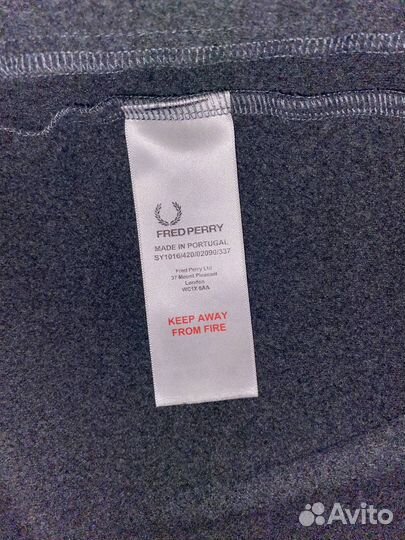 FRED PERRY
MADE IN PORTUGAL
SY1016/420/02090/337
Fred Perry Ltd
37 Mount Pleasant
London
WC1X 0AA
KEEP AWAY
FROM FIRE
Avito